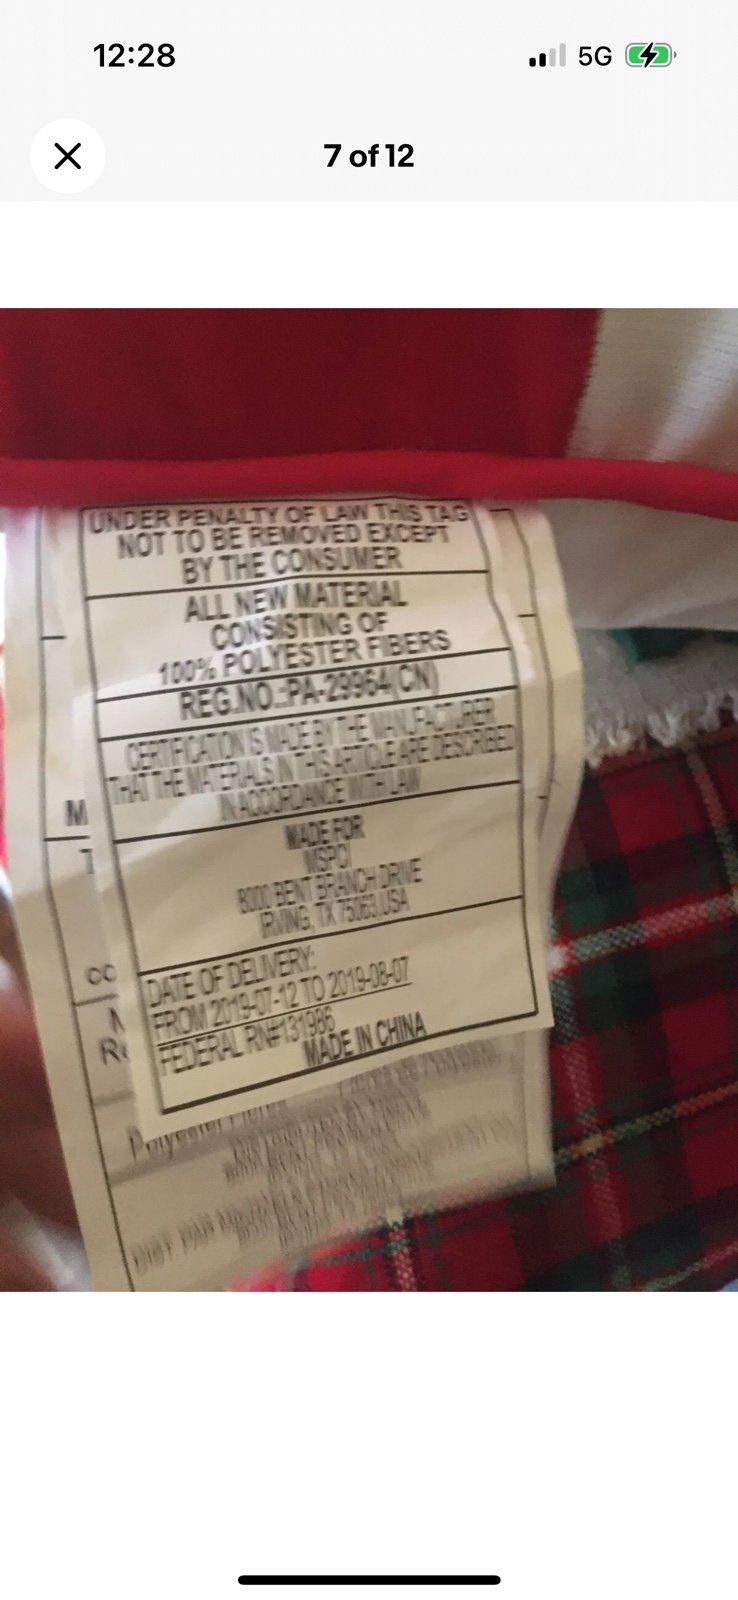 12:28
5G
7 of 12
UNDER PENALTY OF LAW THIS TAG
NOT TO BE REMOVED EXCEPT
BY THE CONSUMER
ALL NEW MATERIAL
CONSISTING OF
100% POLYESTER FIBERS
REG.NO.:PA-29964(CN)
CERTIFICATION IS MADE BY THE MANUFACTURER
THAT THE MATERIALS IN THIS ARTICLE ARE DESCRIBED
IN ACCORDANCE WITH LAW
MADE FOR
MSPCI
8000 BENT BRANCH DRIVE
IRVING, TX 75063,USA
DATE OF DELIVERY:
FROM 2019-07-12 TO 2019-08-07
FEDERAL RN#131986
MADE IN CHINA